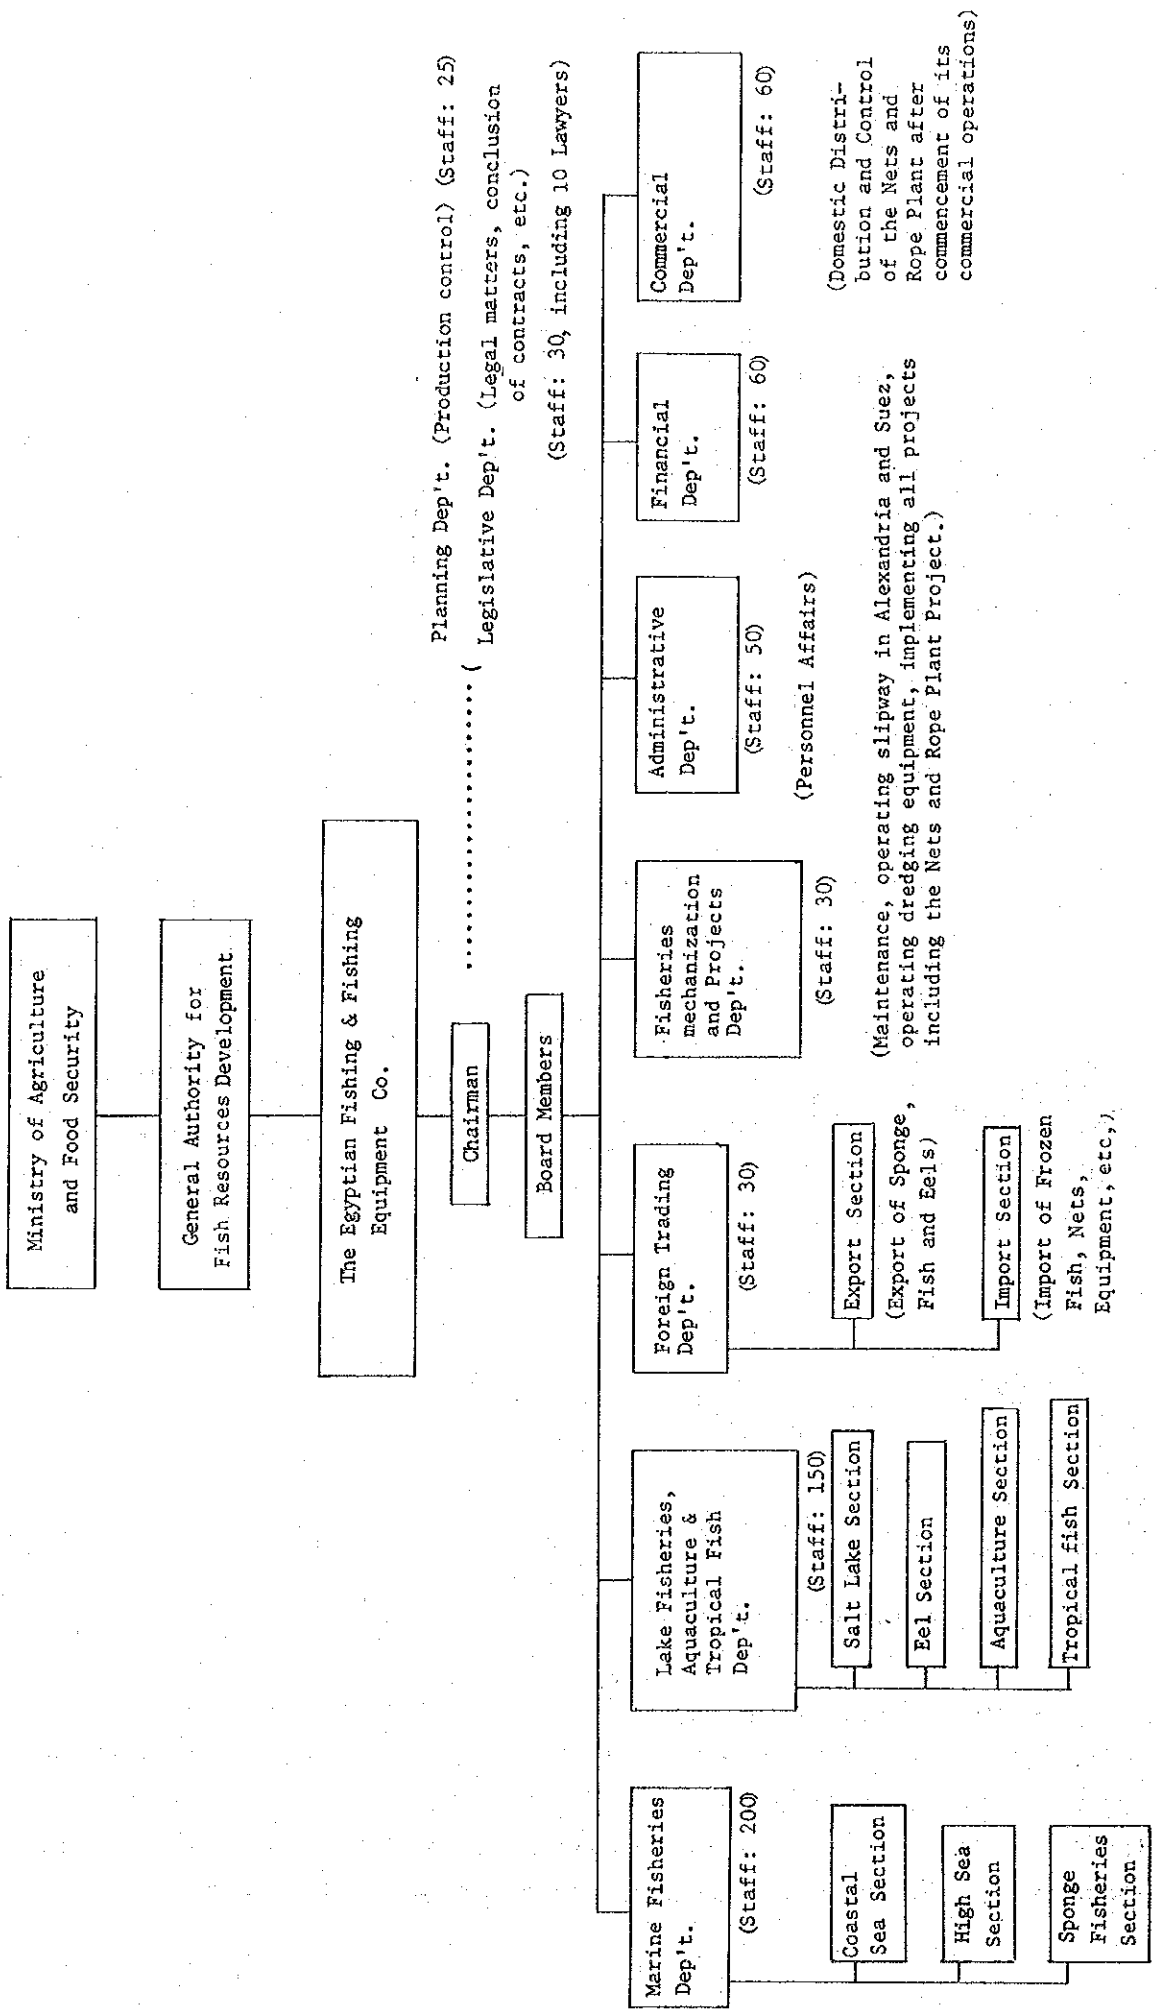 Ministry of Agriculture
and Food Security
General Authority for
Fish Resources Development
The Egyptian Fishing & Fishing
Equipment Co.
Chairman
Planning Dep't. (Production control) (Staff: 25)
Legislative Dep't. (Legal matters, conclusion
of contracts, etc.)
(Staff: 30, including 10 Lawyers)
Board Members
Marine Fisheries
Dep't.
(Staff: 200)
Coastal
Sea Section
High Sea
Section
Sponge
Fisheries
Section
Lake Fisheries,
Aquaculture &
Tropical Fish
Dep't.
(Staff: 150)
Salt Lake Section
Eel Section
Aquaculture Section
Tropical fish Section
Foreign Trading
Dep't.
(Staff: 30)
Export Section
(Export of Sponge,
Fish and Eels)
Import Section
(Import of Frozen
Fish, Nets,
Equipment, etc,)
Fisheries
mechanization
and Projects
Dep't.
(Staff: 30)
(Maintenance, operating slipway in Alexandria and Suez,
operating dredging equipment, implementing all projects
including the Nets and Rope Plant Project.)
Administrative
Dep't.
(Staff: 50)
(Personnel Affairs)
Financial
Dep't.
(Staff: 60)
Commercial
Dep't.
(Staff: 60)
(Domestic Distri-
bution and Control
of the Nets and
Rope Plant after
commencement of its
commercial operations)